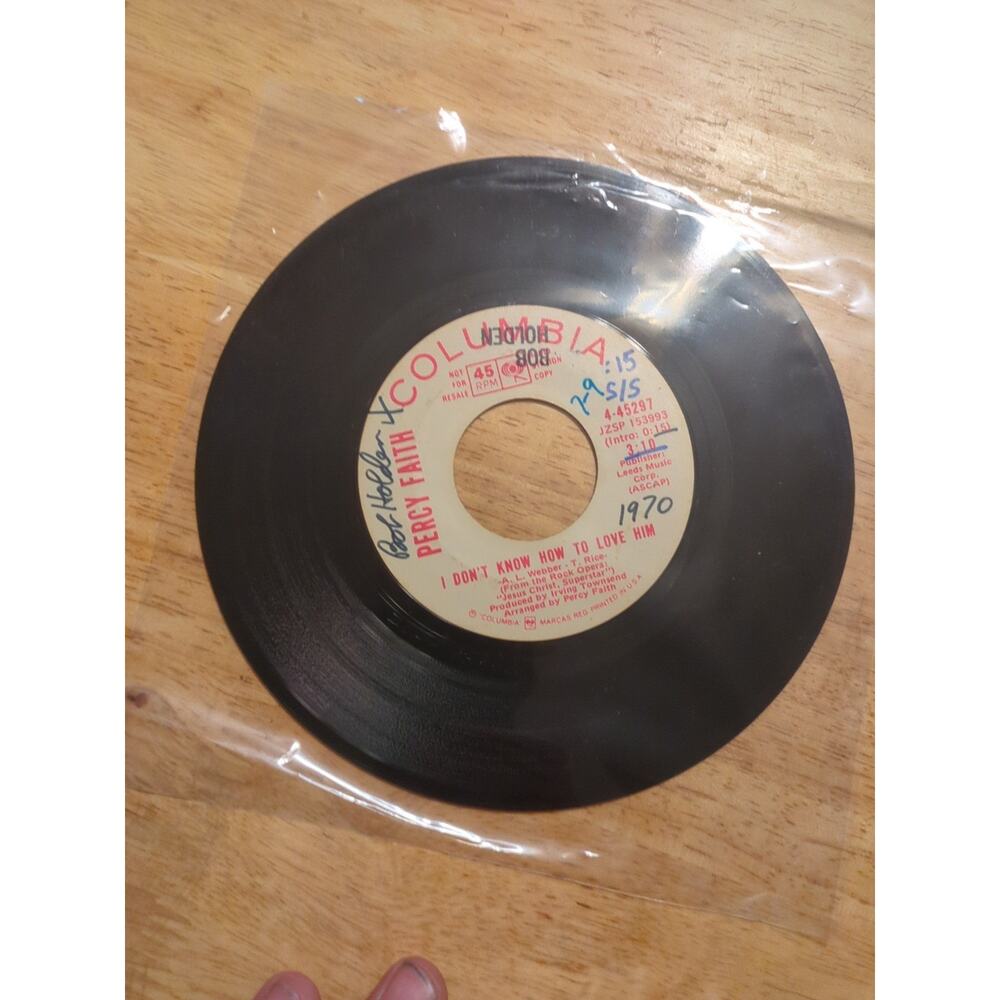 COLUMBIA
BOB
HOLDEN
NOT
FOR
RESALE
45
RPM
COPY
:15
S/S
2-9
4-45297
JZSP 153993
(Intro: 0:15)
3:10
Publisher:
Leeds Music
Corp.
(ASCAP)
1970
Bob Holden
PERCY FAITH
I DON'T KNOW HOW TO LOVE HIM
-A. L. Webber - T. Rice-
(From the Rock Opera,
"Jesus Christ, Superstar")
Produced by Irving Townsend
Arranged by Percy Faith
℗ "COLUMBIA" MARCAS REG. PRINTED IN U.S.A.